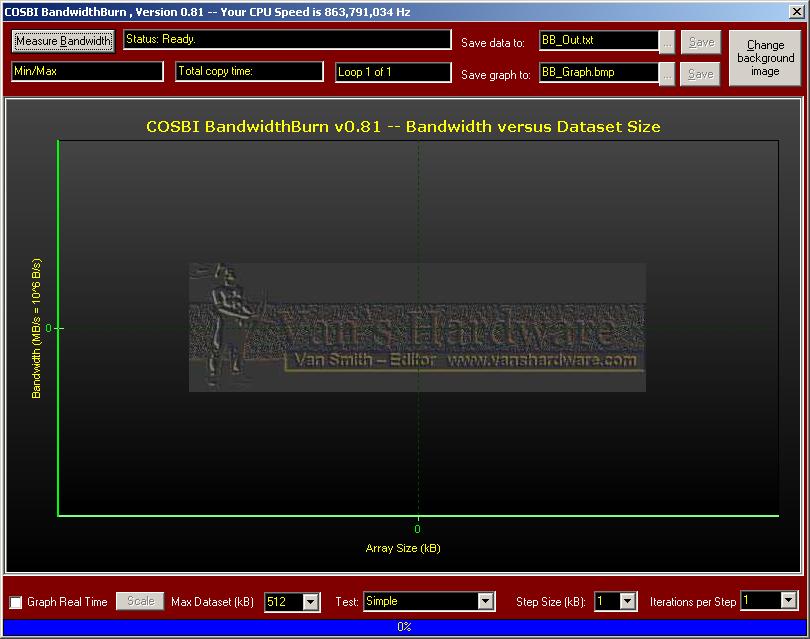 COSBI BandwidthBurn , Version 0.81 -- Your CPU Speed is 863,791,034 Hz
Measure Bandwidth
Status: Ready.
Save data to:
BB_Out.txt
...
Save
Change
background
image
Min/Max
Total copy time:
Loop 1 of 1
Save graph to:
BB_Graph.bmp
...
Save
COSBI BandwidthBurn v0.81 -- Bandwidth versus Dataset Size
Bandwidth (MB/s = 10^6 B/s)
0
Van's Hardware
Van Smith – Editor www.vanshardware.com
0
Array Size (kB)
Graph Real Time
Scale
Max Dataset (kB)
512
Test:
Simple
Step Size (kB):
1
Iterations per Step
1
0%